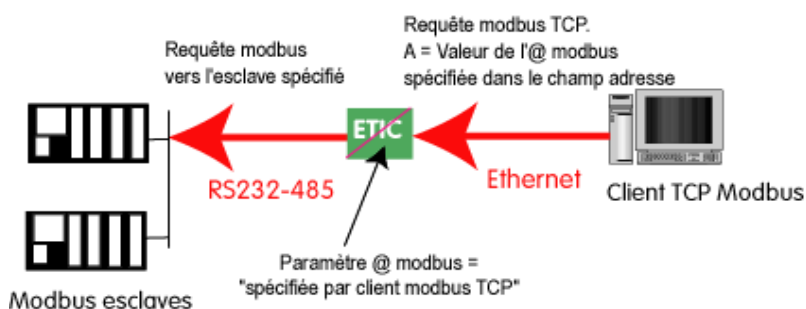 Requête modbus TCP.
A = Valeur de l'@ modbus
spécifiée dans le champ adresse
Requête modbus
vers l'esclave spécifié
ETIC
RS232-485
Ethernet
Client TCP Modbus
Paramètre @ modbus =
"spécifiée par client modbus TCP"
Modbus esclaves